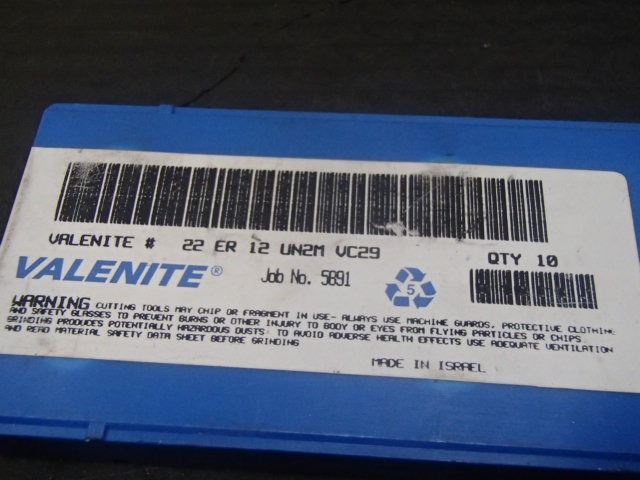 VALENITE # 22 ER 12 UN2M VC29 QTY 10
VALENITE® Job No. 5691 5
WARNING CUTTING TOOLS MAY CHIP OR FRAGMENT IN USE- ALWAYS USE MACHINE GUARDS, PROTECTIVE CLOTHING
AND SAFETY GLASSES TO PREVENT BURNS OR OTHER INJURY TO BODY OR EYES FROM FLYING PARTICLES OR CHIPS
GRINDING PRODUCES POTENTIALLY HAZARDOUS DUST: TO AVOID ADVERSE HEALTH EFFECTS USE ADEQUATE VENTILATION
AND READ MATERIAL SAFETY DATA SHEET BEFORE GRINDING
MADE IN ISRAEL